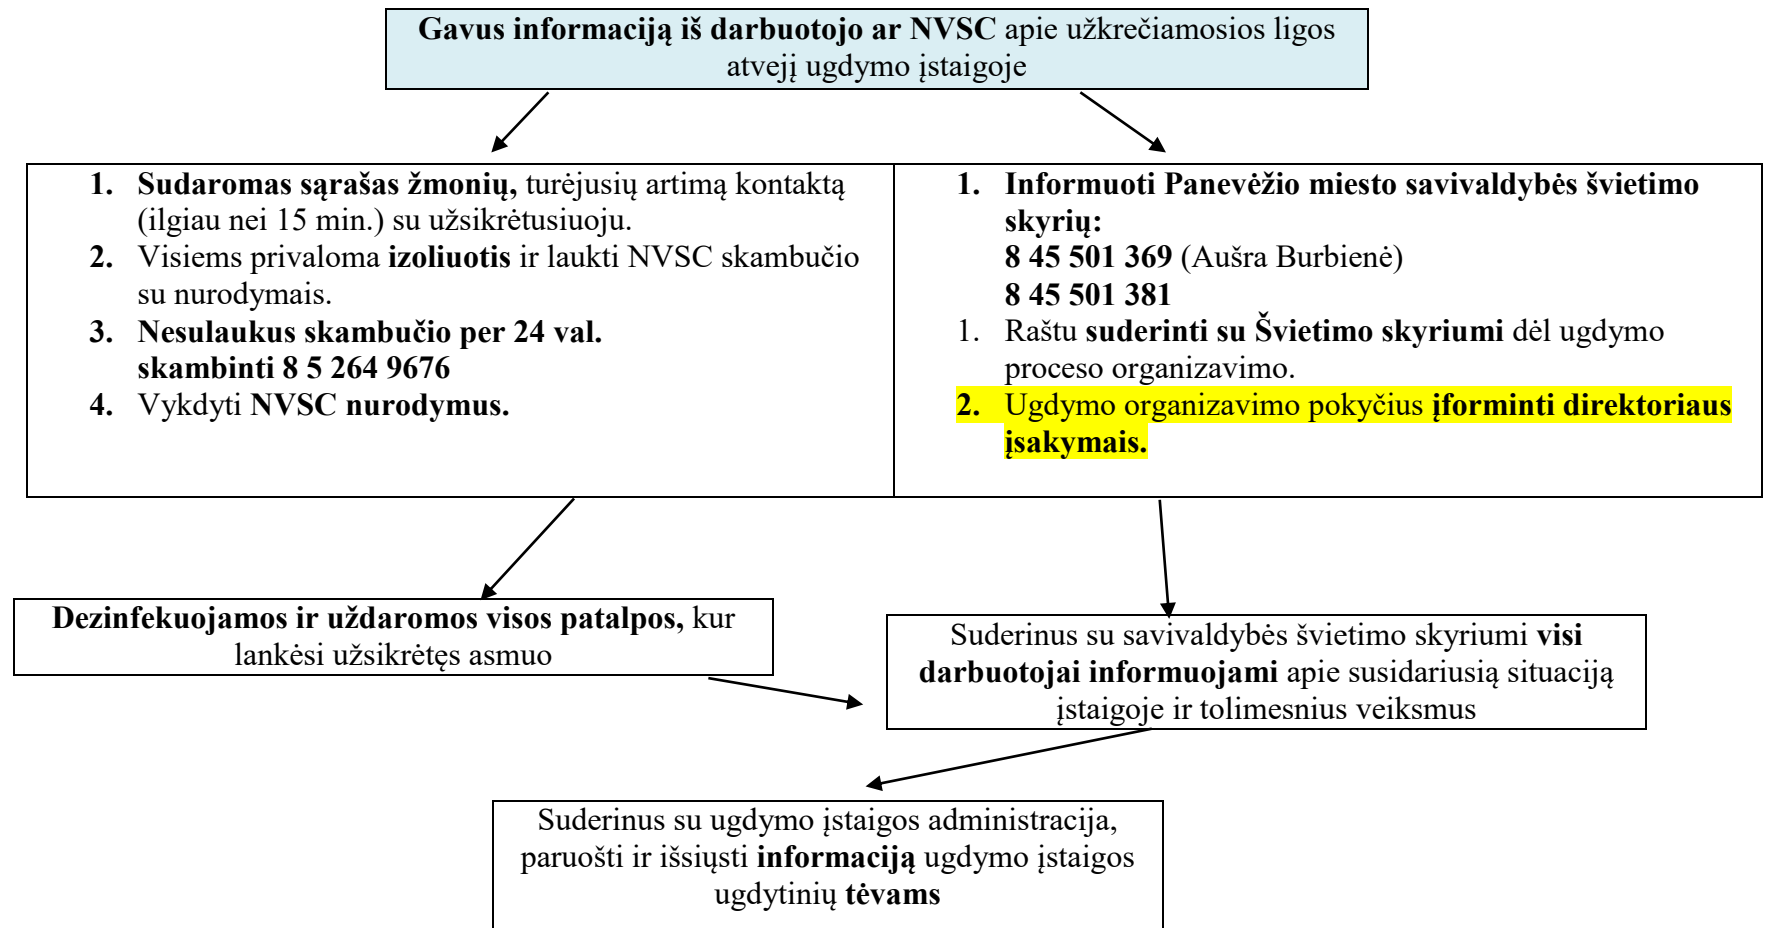 Gavus informaciją iš darbuotojo ar NVSC apie užkrečiamosios ligos
atvejį ugdymo įstaigoje
1. Sudaromas sąrašas žmonių, turėjusių artimą kontaktą
(ilgiau nei 15 min.) su užsikrėtusiuoju.
2. Visiems privaloma izoliuotis ir laukti NVSC skambučio
su nurodymais.
3. Nesulaukus skambučio per 24 val.
skambinti 8 5 264 9676
4. Vykdyti NVSC nurodymus.
1. Informuoti Panevėžio miesto savivaldybės švietimo
skyrių:
8 45 501 369 (Aušra Burbienė)
8 45 501 381
1. Raštu suderinti su Švietimo skyriumi dėl ugdymo
proceso organizavimo.
2. Ugdymo organizavimo pokyčius įforminti direktoriaus
įsakymais.
Dezinfekuojamos ir uždaromos visos patalpos, kur
lankėsi užsikrėtęs asmuo
Suderinus su savivaldybės švietimo skyriumi visi
darbuotojai informuojami apie susidariusią situaciją
įstaigoje ir tolimesnius veiksmus
Suderinus su ugdymo įstaigos administracija,
paruošti ir išsiųsti informaciją ugdymo įstaigos
ugdytinių tėvams